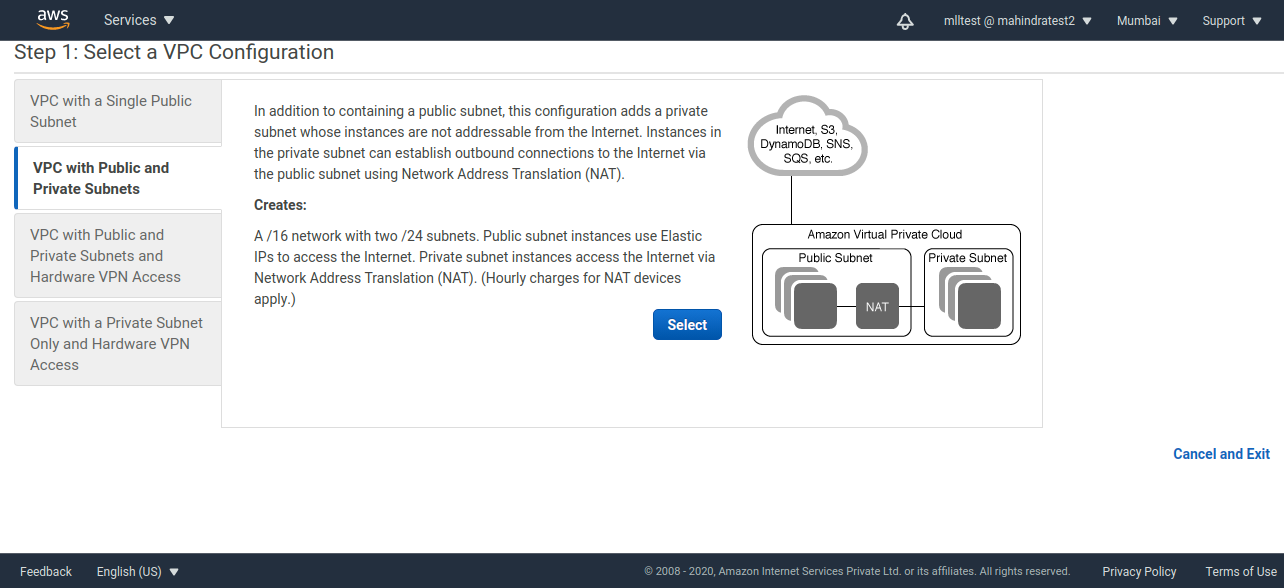 aws
Services
mlltest @ mahindratest2
Mumbai
Support
Step 1: Select a VPC Configuration
VPC with a Single Public
Subnet
VPC with Public and
Private Subnets
VPC with Public and
Private Subnets and
Hardware VPN Access
VPC with a Private Subnet
Only and Hardware VPN
Access
In addition to containing a public subnet, this configuration adds a private
subnet whose instances are not addressable from the Internet. Instances in
the private subnet can establish outbound connections to the Internet via
the public subnet using Network Address Translation (NAT).
Creates:
A /16 network with two /24 subnets. Public subnet instances use Elastic
IPs to access the Internet. Private subnet instances access the Internet via
Network Address Translation (NAT). (Hourly charges for NAT devices
apply.)
Select
Internet, S3,
DynamoDB, SNS,
SQS, etc.
Amazon Virtual Private Cloud
Public Subnet
Private Subnet
NAT
Cancel and Exit
Feedback
English (US)
© 2008 - 2020, Amazon Internet Services Private Ltd. or its affiliates. All rights reserved.
Privacy Policy
Terms of Use